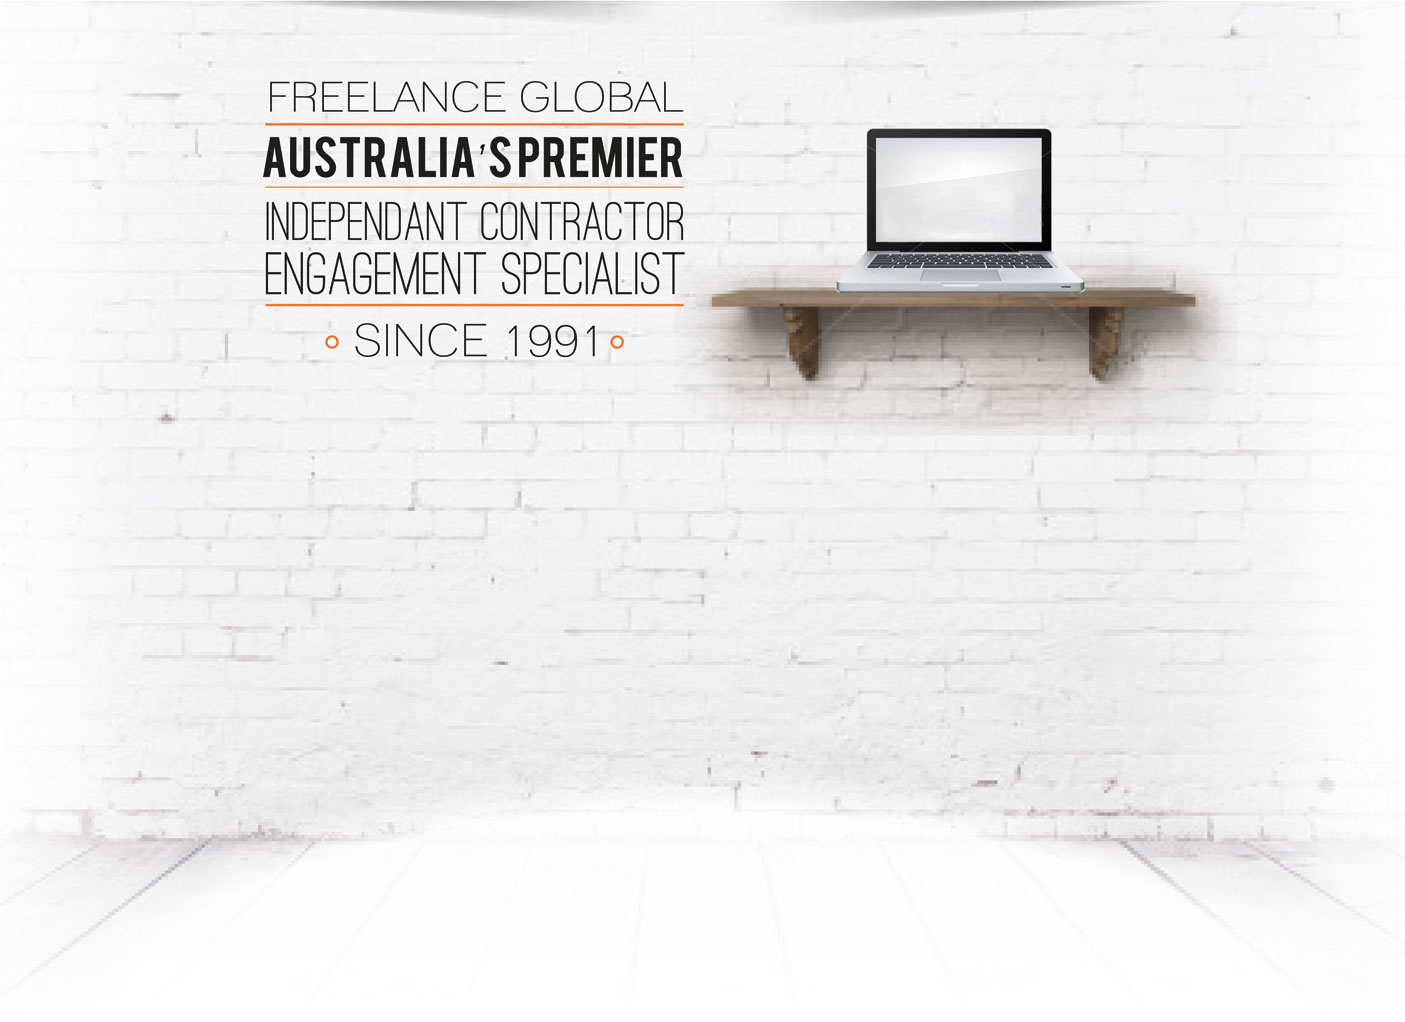 FREELANCE GLOBAL
AUSTRALIA'S PREMIER
INDEPENDANT CONTRACTOR
ENGAGEMENT SPECIALIST
SINCE 1991